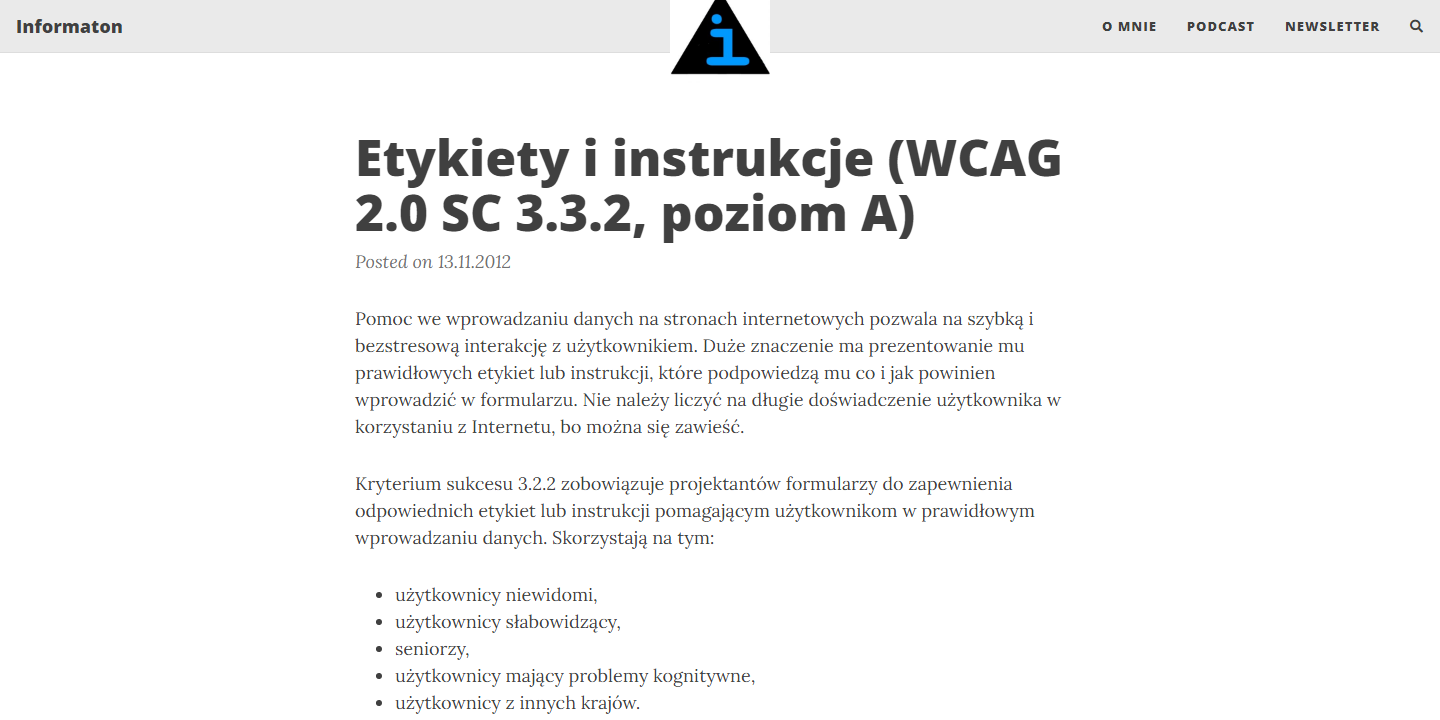 Informaton
i
O MNIE
PODCAST
NEWSLETTER
Etykiety i instrukcje (WCAG
2.0 SC 3.3.2, poziom A)
Posted on 13.11.2012
Pomoc we wprowadzaniu danych na stronach internetowych pozwala na szybką i
bezstresową interakcję z użytkownikiem. Duże znaczenie ma prezentowanie mu
prawidłowych etykiet lub instrukcji, które podpowiedzą mu co i jak powinien
wprowadzić w formularzu. Nie należy liczyć na długie doświadczenie użytkownika w
korzystaniu z Internetu, bo można się zawieść.
Kryterium sukcesu 3.2.2 zobowiązuje projektantów formularzy do zapewnienia
odpowiednich etykiet lub instrukcji pomagającym użytkownikom w prawidłowym
wprowadzaniu danych. Skorzystają na tym:
• użytkownicy niewidomi,
• użytkownicy słabowidzący,
• seniorzy,
• użytkownicy mający problemy kognitywne,
• użytkownicy z innych krajów.